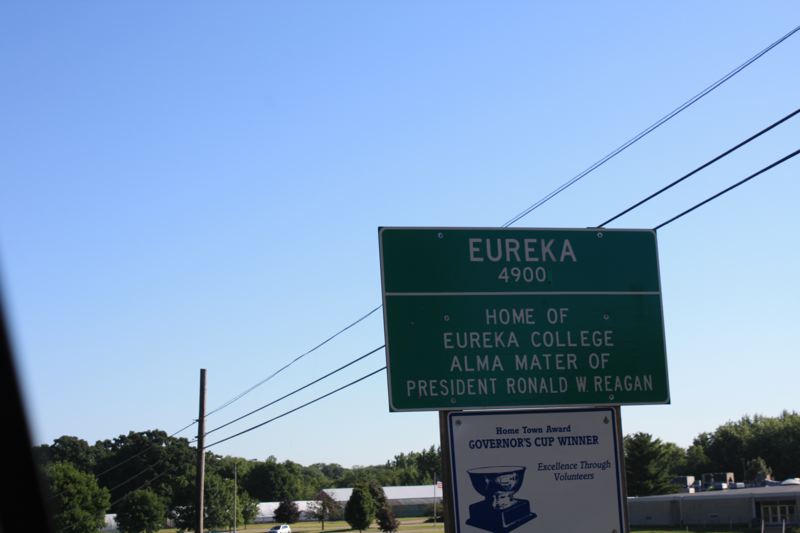 EUREKA
4900
HOME OF
EUREKA COLLEGE
ALMA MATER OF
PRESIDENT RONALD W REAGAN
Home Town Award
GOVERNOR'S CUP WINNER
Excellence Through
Volunteers